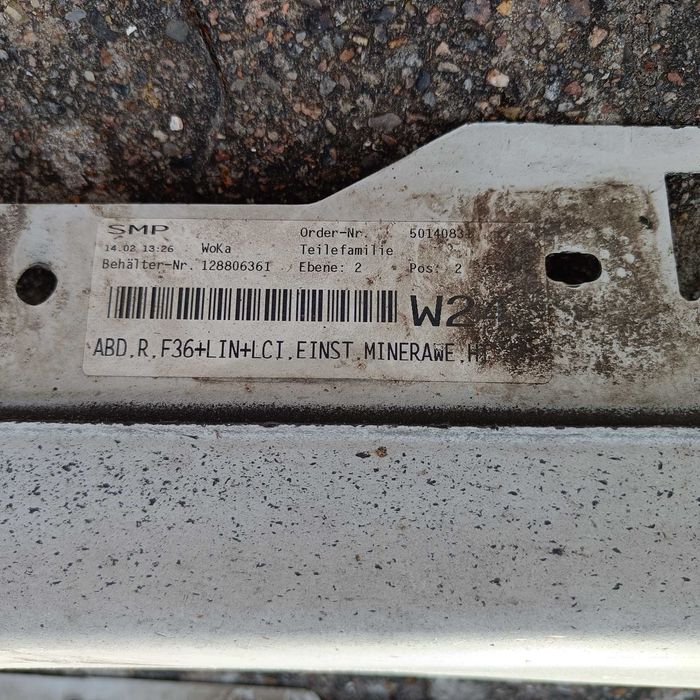 SMP
14.02 13:26 WoKa
Behälter-Nr. 128806361
Order-Nr. 5014083
Teilefamilie
Ebene: 2 Pos: 2
W24
ABD.R.F36+LIN+LCI.EINST.MINERAWE.H